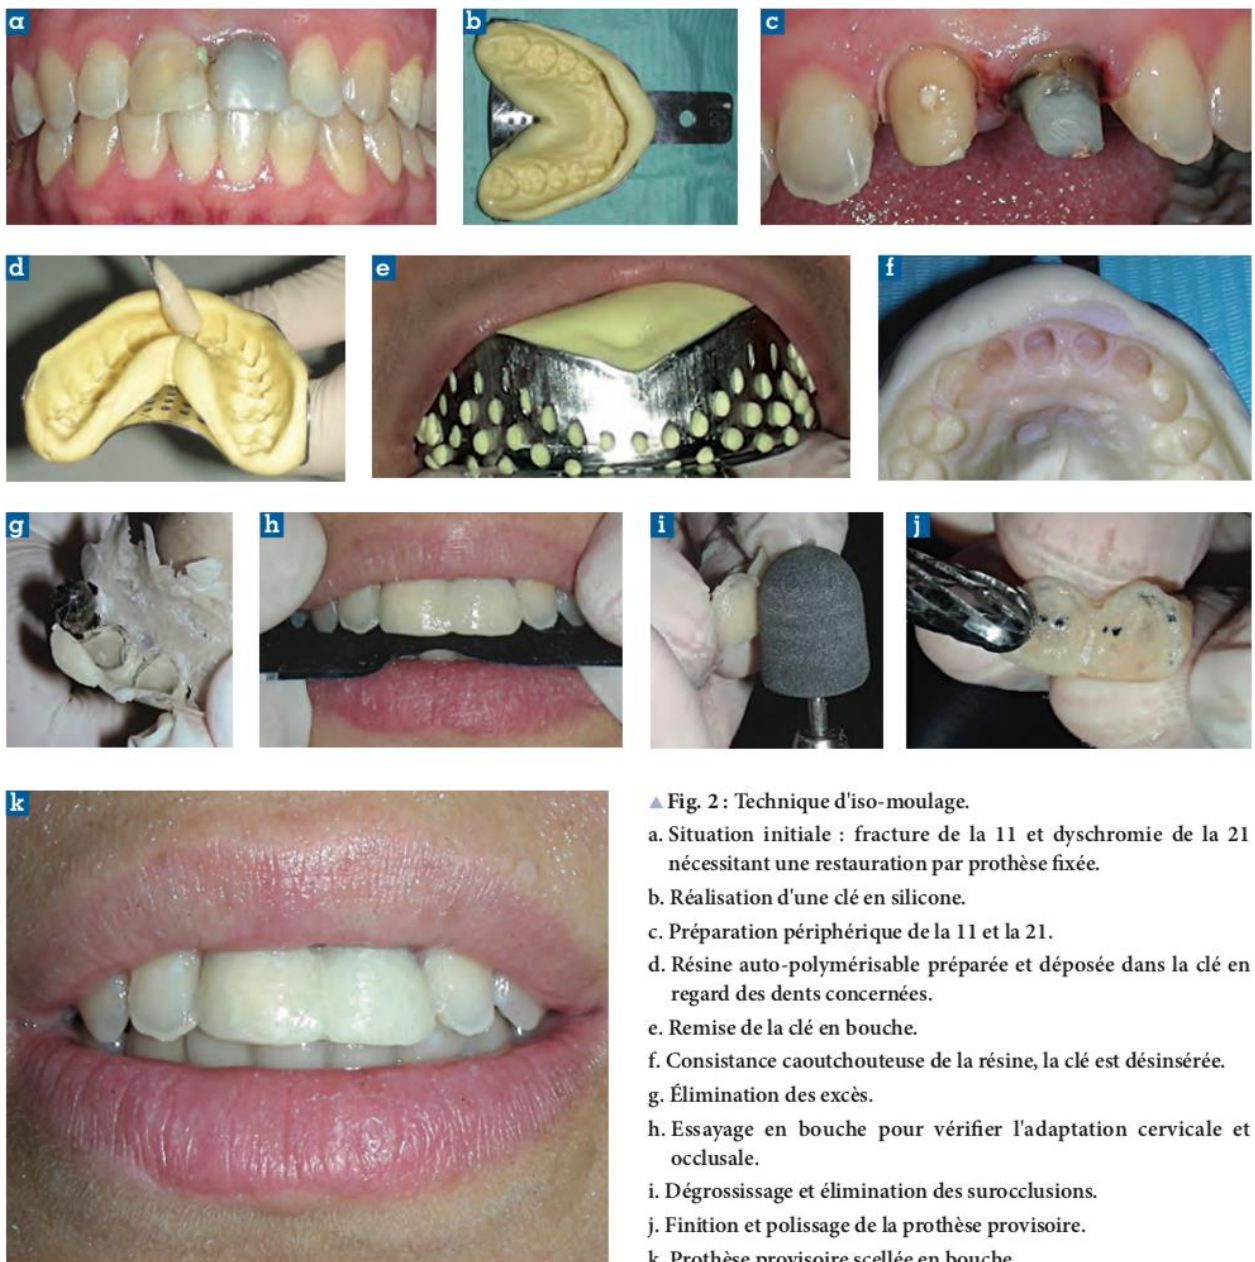 a
b
c
d
e
f
g
h
i
j
k
▲ Fig. 2 : Technique d'iso-moulage.
a. Situation initiale : fracture de la 11 et dyschromie de la 21
nécessitant une restauration par prothèse fixée.
b. Réalisation d'une clé en silicone.
c. Préparation périphérique de la 11 et la 21.
d. Résine auto-polymérisable préparée et déposée dans la clé en
regard des dents concernées.
e. Remise de la clé en bouche.
f. Consistance caoutchouteuse de la résine, la clé est désinsérée.
g. Élimination des excès.
h. Essayage en bouche pour vérifier l'adaptation cervicale et
occlusale.
i. Dégrossissage et élimination des surocclusions.
j. Finition et polissage de la prothèse provisoire.
k. Prothèse provisoire scellée en bouche.